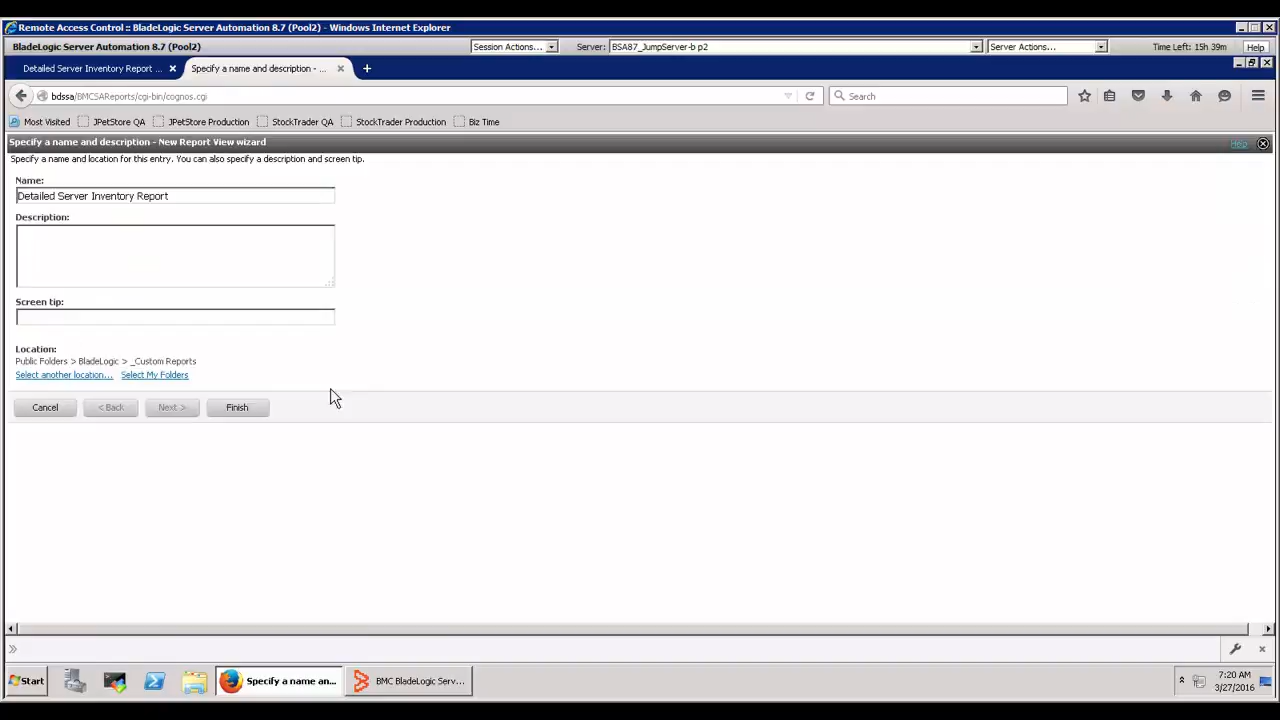 Remote Access Control :: BladeLogic Server Automation 8.7 (Pool2) - Windows Internet Explorer
BladeLogic Server Automation 8.7 (Pool2) Session Actions... Server: BSA87_JumpServer-b p2 Server Actions... Time Left: 15h 39m Help
Detailed Server Inventory Report ... Specify a name and description - ...
bdssa/BMCSAReports/cgi-bin/cognos.cgi Search
Most Visited JPetStore QA JPetStore Production StockTrader QA StockTrader Production Biz Time
Specify a name and description - New Report View wizard Help
Specify a name and location for this entry. You can also specify a description and screen tip.
Name:
Detailed Server Inventory Report
Description:
Screen tip:
Location:
Public Folders > BladeLogic > _Custom Reports
Select another location... Select My Folders
Cancel < Back Next > Finish
Start Specify a name an... BMC BladeLogic Serv... 7:20 AM
3/27/2016